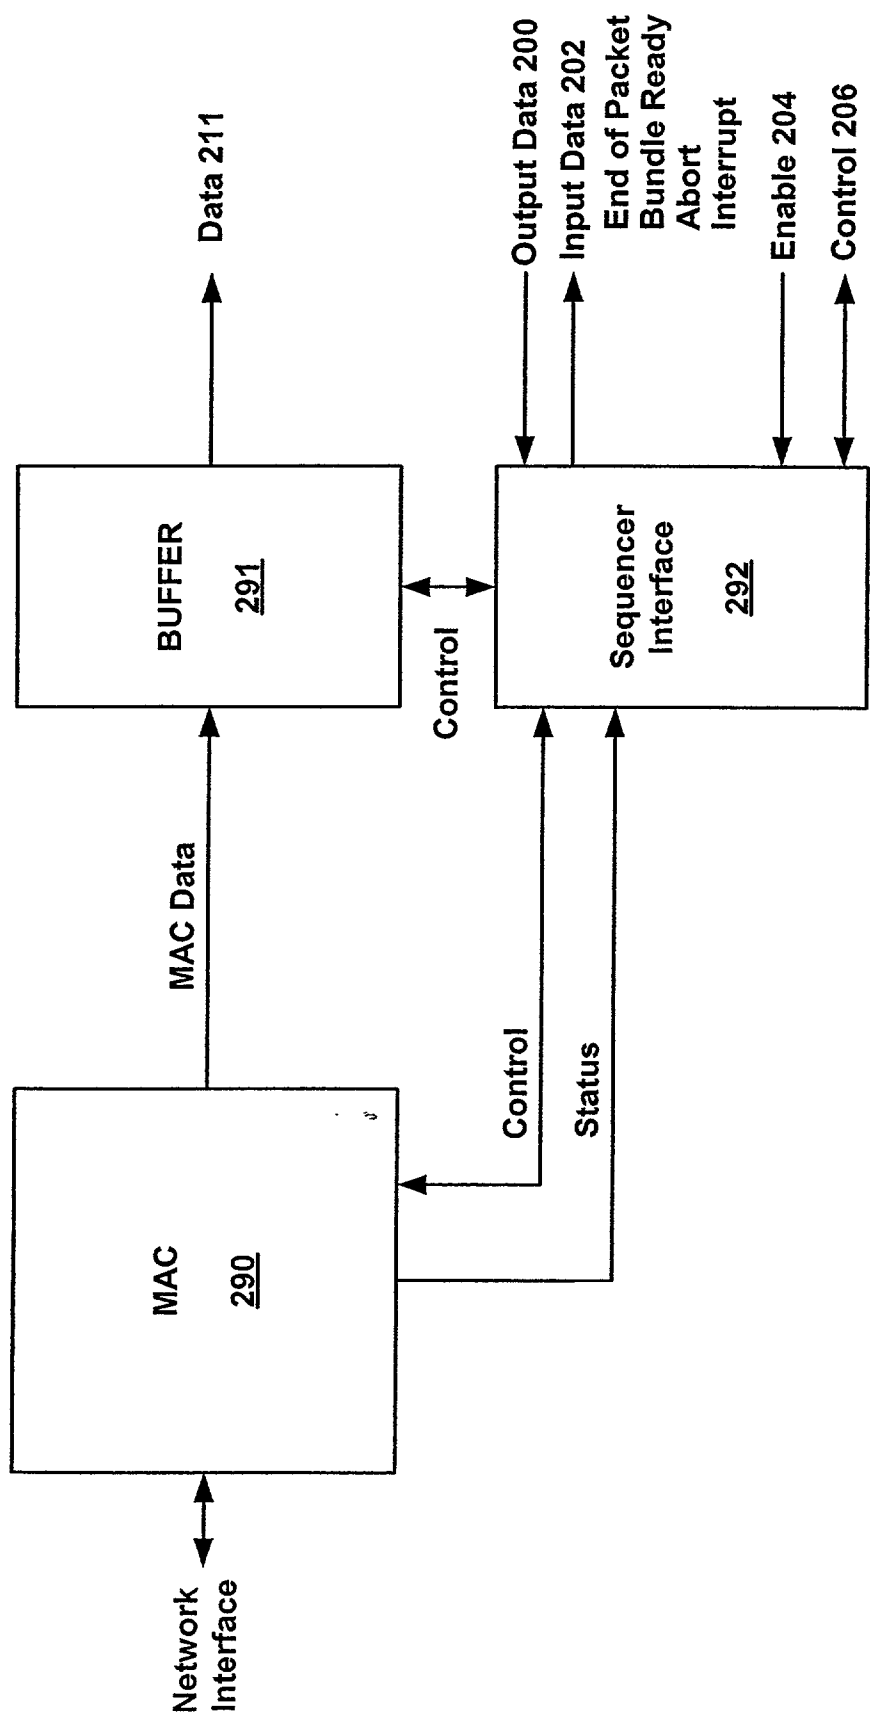 Network
Interface
MAC
290
MAC Data
BUFFER
291
Data 211
Control
Status
Control
Sequencer
Interface
292
Output Data 200
Input Data 202
End of Packet
Bundle Ready
Abort
Interrupt
Enable 204
Control 206